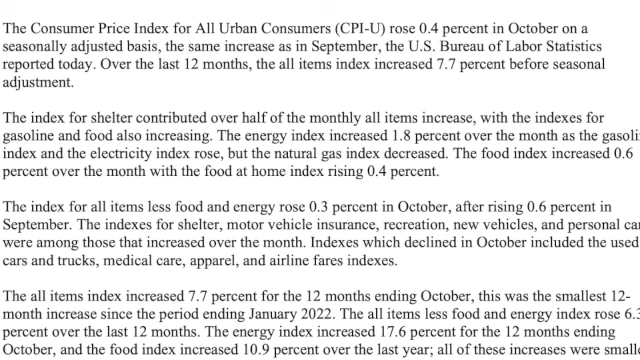 The Consumer Price Index for All Urban Consumers (CPI-U) rose 0.4 percent in October on a
seasonally adjusted basis, the same increase as in September, the U.S. Bureau of Labor Statistics
reported today. Over the last 12 months, the all items index increased 7.7 percent before seasonal
adjustment.
The index for shelter contributed over half of the monthly all items increase, with the indexes for
gasoline and food also increasing. The energy index increased 1.8 percent over the month as the gasolin
index and the electricity index rose, but the natural gas index decreased. The food index increased 0.6
percent over the month with the food at home index rising 0.4 percent.
The index for all items less food and energy rose 0.3 percent in October, after rising 0.6 percent in
September. The indexes for shelter, motor vehicle insurance, recreation, new vehicles, and personal car
were among those that increased over the month. Indexes which declined in October included the used
cars and trucks, medical care, apparel, and airline fares indexes.
The all items index increased 7.7 percent for the 12 months ending October, this was the smallest 12-
month increase since the period ending January 2022. The all items less food and energy index rose 6.3
percent over the last 12 months. The energy index increased 17.6 percent for the 12 months ending
October, and the food index increased 10.9 percent over the last year; all of these increases were smalle